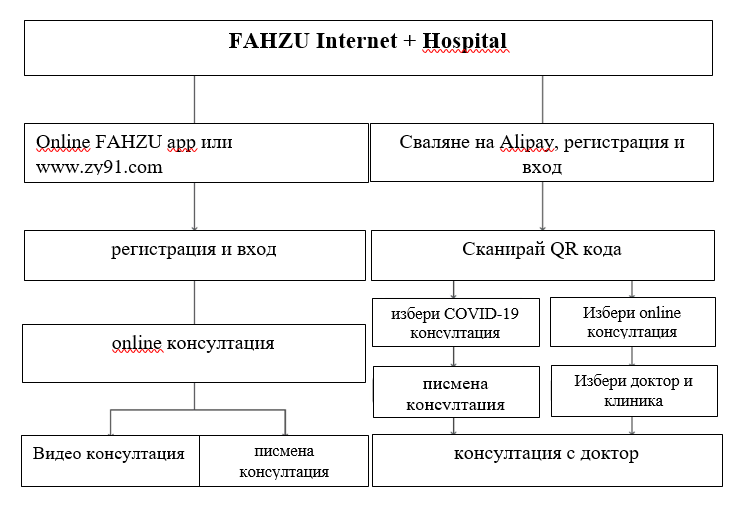 FAHZU Internet + Hospital
Online FAHZU app или
www.zy91.com
Сваляне на Alipay, регистрация и
вход
регистрация и вход
Сканирай QR кода
избери COVID-19
консултация
Избери online
консултация
online консултация
писмена
консултация
Избери доктор и
клиника
Видео консултация
писмена
консултация
консултация с доктор